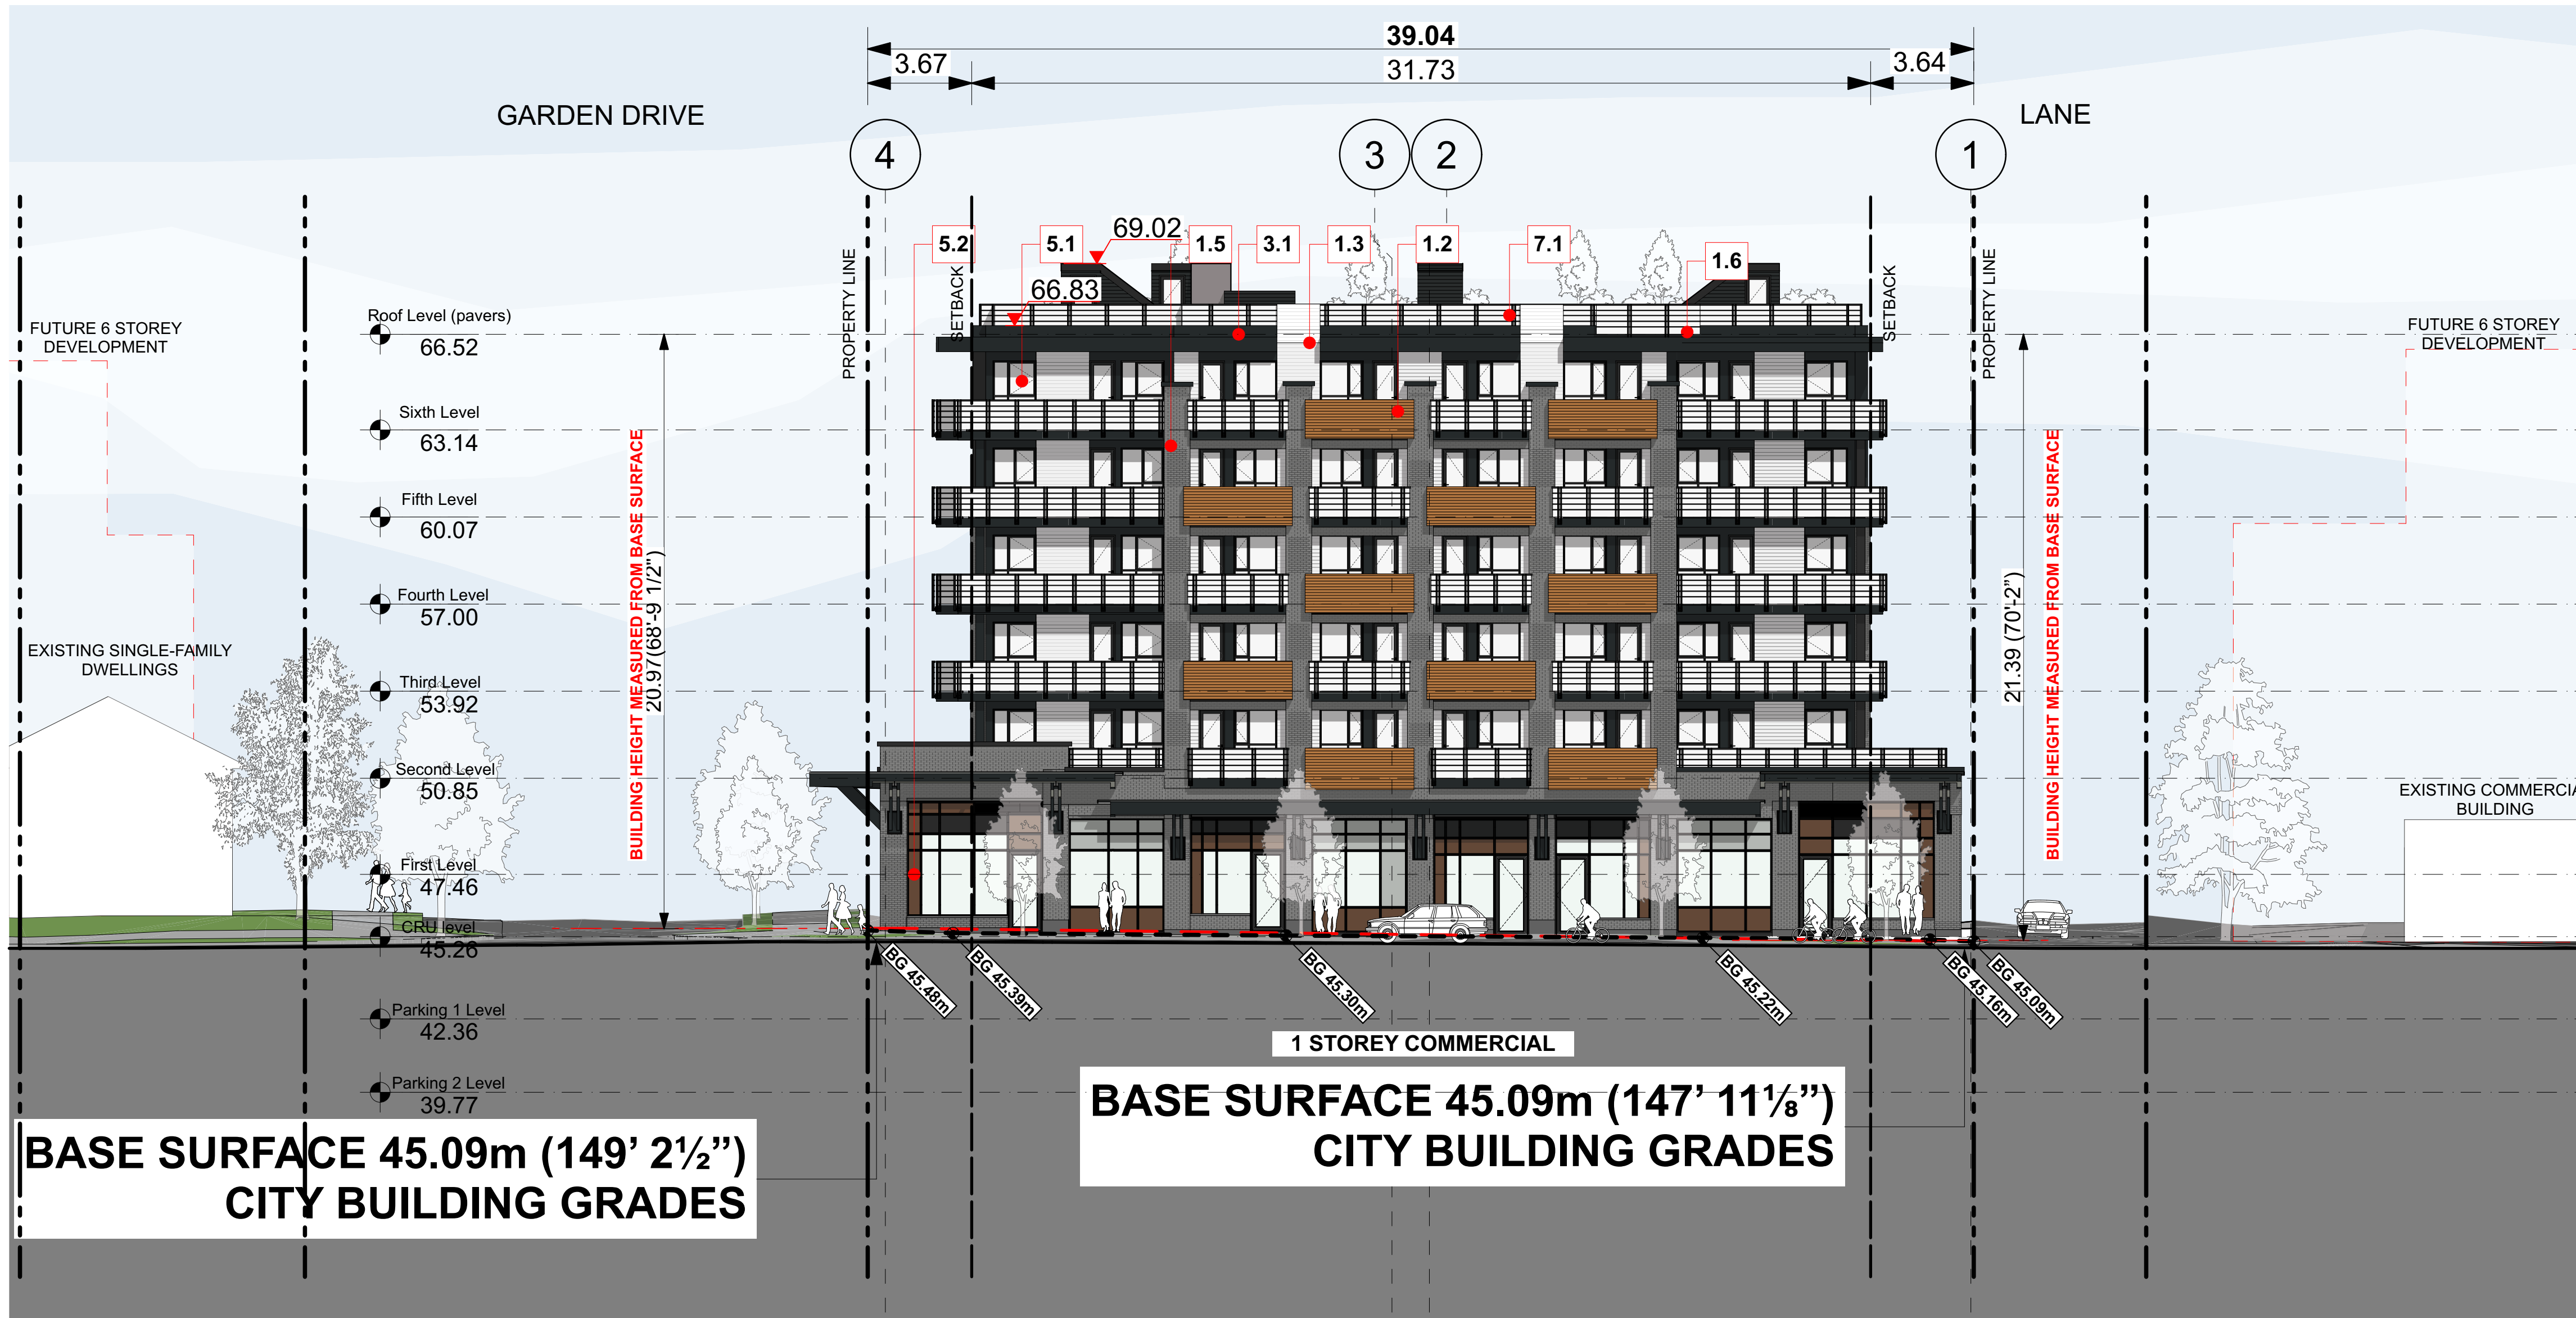 39.04
3.67
31.73
3.64
GARDEN DRIVE
LANE
4
3
2
1
5.2
5.1
69.02
1.5
3.1
1.3
1.2
7.1
1.6
66.83
PROPERTY LINE
SETBACK
SETBACK
PROPERTY LINE
FUTURE 6 STOREY
DEVELOPMENT
Roof Level (pavers)
66.52
FUTURE 6 STOREY
DEVELOPMENT
Sixth Level
63.14
Fifth Level
60.07
Fourth Level
57.00
EXISTING SINGLE-FAMILY
DWELLINGS
Third Level
53.92
Second Level
50.85
First Level
47.46
CRU level
45.26
Parking 1 Level
42.36
Parking 2 Level
39.77
BUILDING HEIGHT MEASURED FROM BASE SURFACE
20.97(68'-9 1/2")
21.39 (70'-2”)
BUILDING HEIGHT MEASURED FROM BASE SURFACE
EXISTING COMMERCIA
BUILDING
BG 45.48m
BG 45.39m
BG 45.30m
BG 45.22m
BG 45.16m
BG 45.09m
1 STOREY COMMERCIAL
BASE SURFACE 45.09m (147’ 11⅛”)
CITY BUILDING GRADES
BASE SURFACE 45.09m (149’ 2½”)
CITY BUILDING GRADES